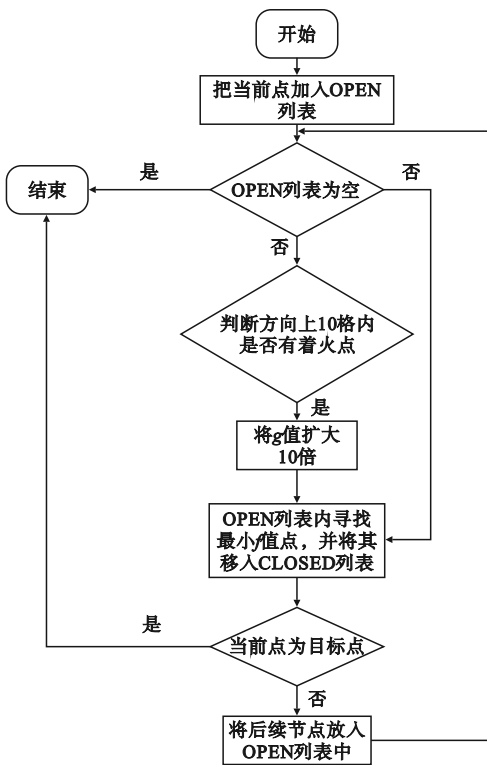 开始
把当前点加入OPEN
列表
是
否
结束
OPEN列表为空
否
判断方向上10格内
是否有着火点
是
将g值扩大
10倍
OPEN列表内寻找
最小f值点，并将其
移入CLOSED列表
是
当前点为目标点
否
将后续节点放入
OPEN列表中